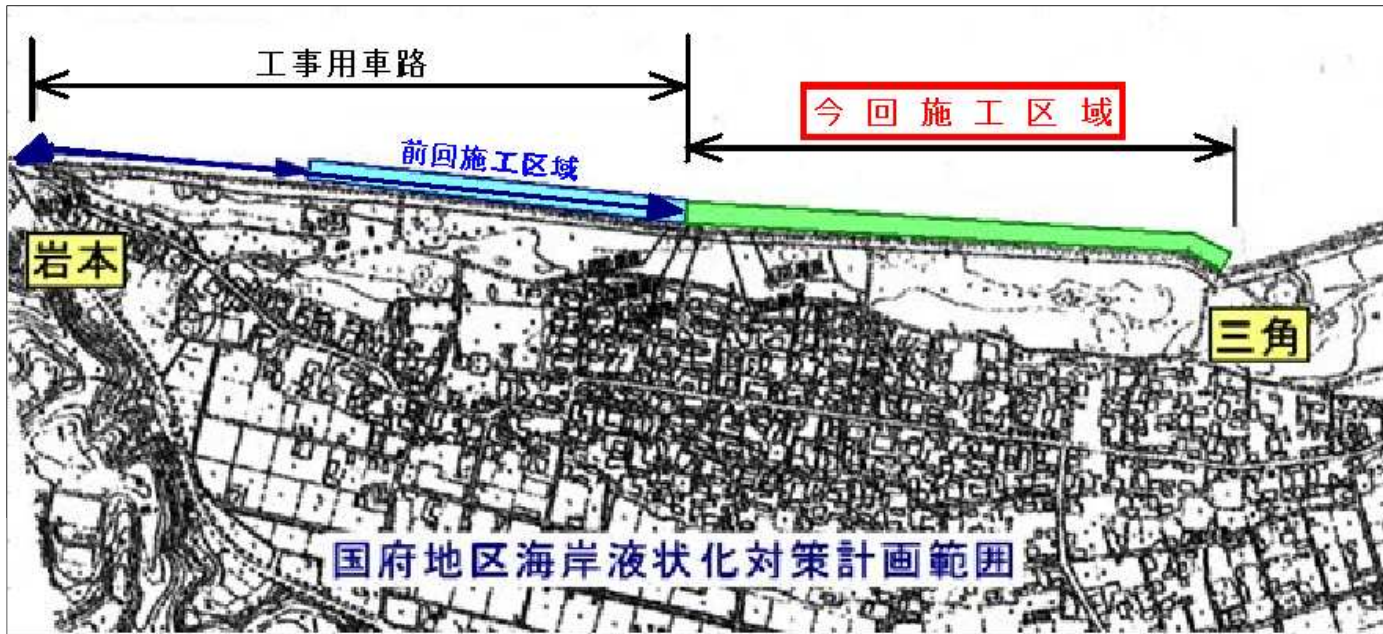 工事用車路
今回施工区域
前回施工区域
岩本
三角
国府地区海岸液状化対策計画範囲